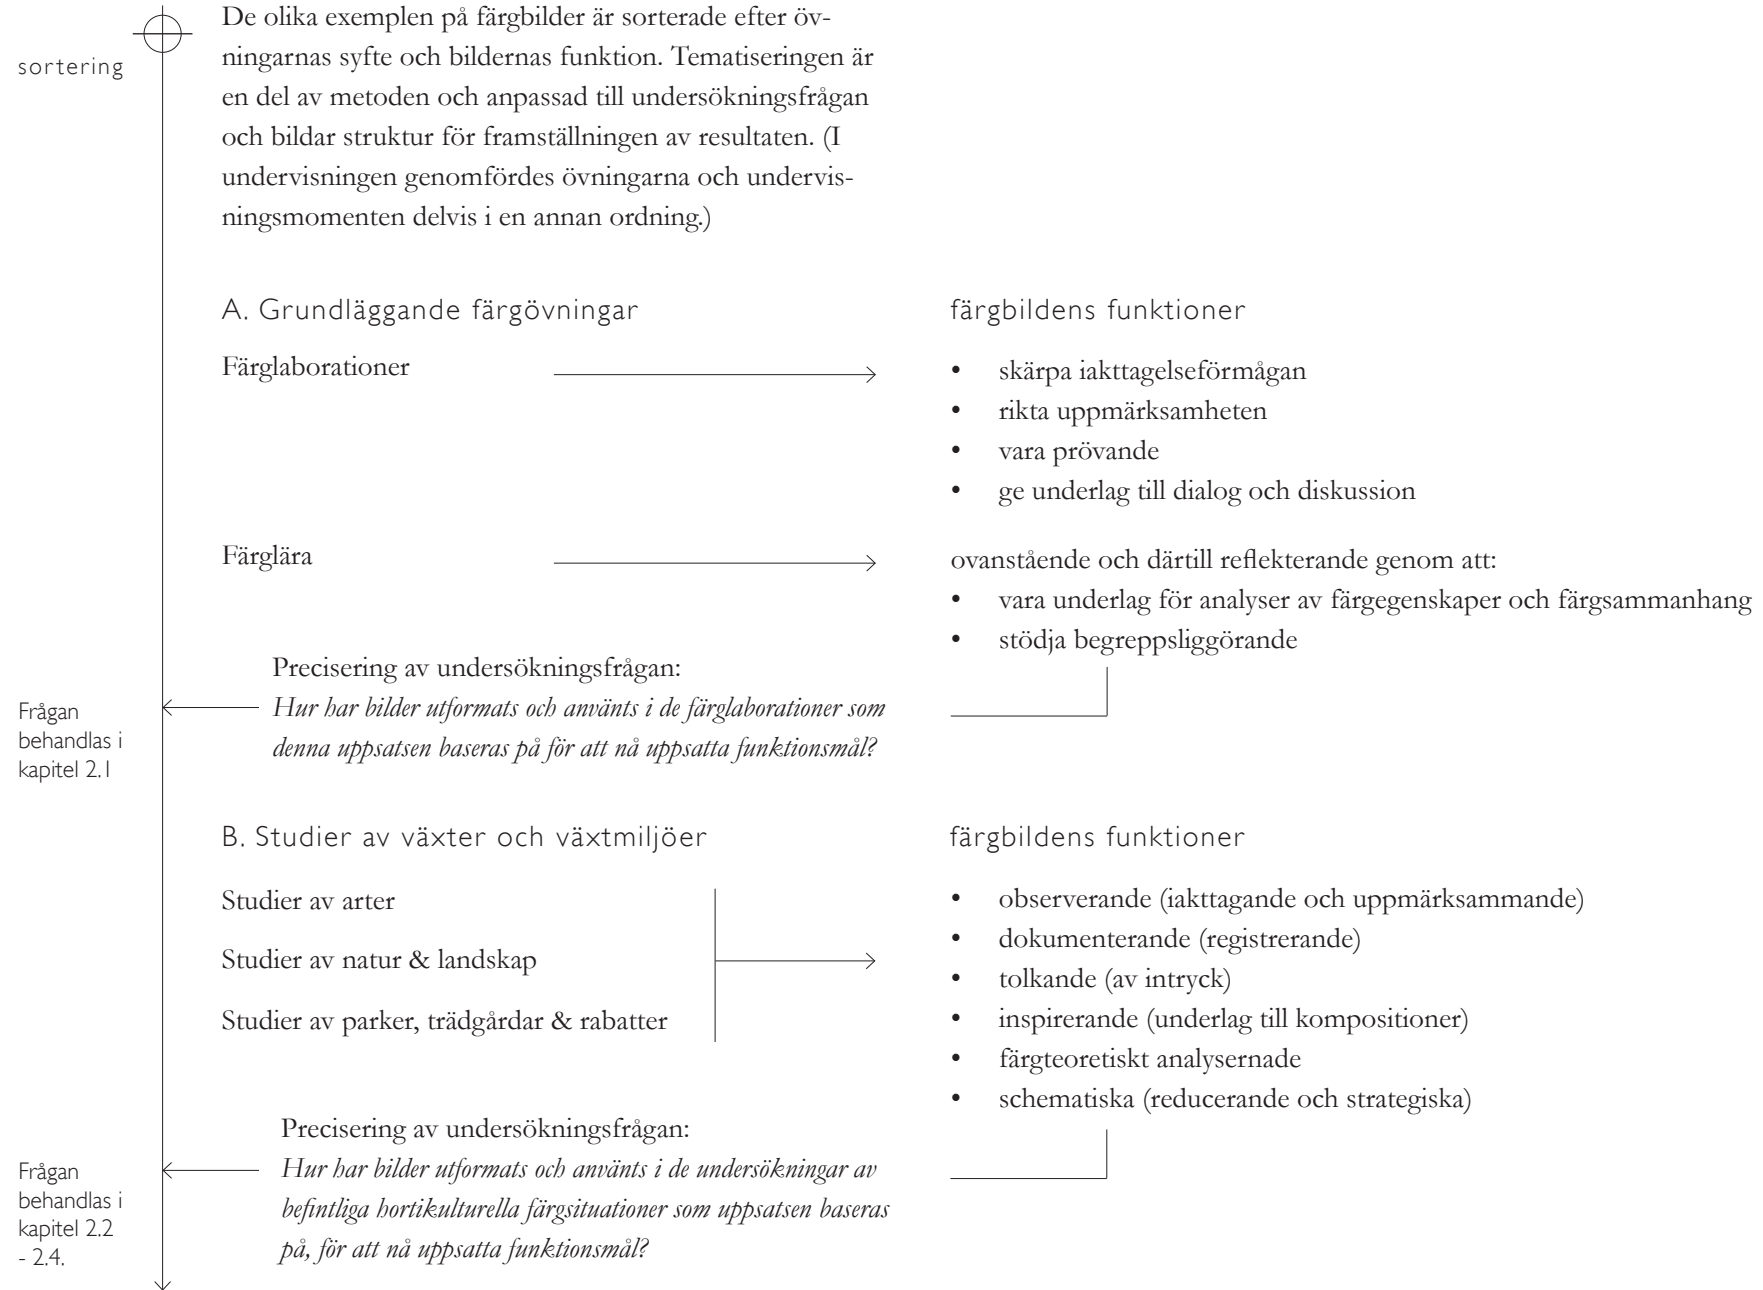 sortering
De olika exemplen på färgbilder är sorterade efter öv-
ningarnas syfte och bildernas funktion. Tematiseringen är
en del av metoden och anpassad till undersökningsfrågan
och bildar struktur för framställningen av resultaten. (I
undervisningen genomfördes övningarna och undervis-
ningsmomenten delvis i en annan ordning.)
A. Grundläggande färgövningar
färgbildens funktioner
Färglaborationer
• skärpa iakttagelseförmågan
• rikta uppmärksamheten
• vara prövande
• ge underlag till dialog och diskussion
Färglära
ovanstående och därtill reflekterande genom att:
• vara underlag för analyser av färgegenskaper och färgsammanhang
• stödja begreppsliggörande
Precisering av undersökningsfrågan:
Hur har bilder utformats och använts i de färglaborationer som
denna uppsatsen baseras på för att nå uppsatta funktionsmål?
Frågan
behandlas i
kapitel 2.1
B. Studier av växter och växtmiljöer
färgbildens funktioner
Studier av arter
Studier av natur & landskap
Studier av parker, trädgårdar & rabatter
• observerande (iakttagande och uppmärksammande)
• dokumenterande (registrerande)
• tolkande (av intryck)
• inspirerande (underlag till kompositioner)
• färgteoretiskt analysernade
• schematiska (reducerande och strategiska)
Precisering av undersökningsfrågan:
Hur har bilder utformats och använts i de undersökningar av
befintliga hortikulturella färgsituationer som uppsatsen baseras
på, för att nå uppsatta funktionsmål?
Frågan
behandlas i
kapitel 2.2
- 2.4.